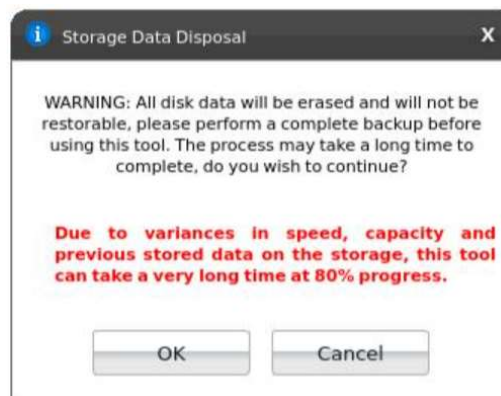 Storage Data Disposal
X
WARNING: All disk data will be erased and will not be
restorable, please perform a complete backup before
using this tool. The process may take a long time to
complete, do you wish to continue?
Due to variances in speed, capacity and
previous stored data on the storage, this tool
can take a very long time at 80% progress.
OK
Cancel